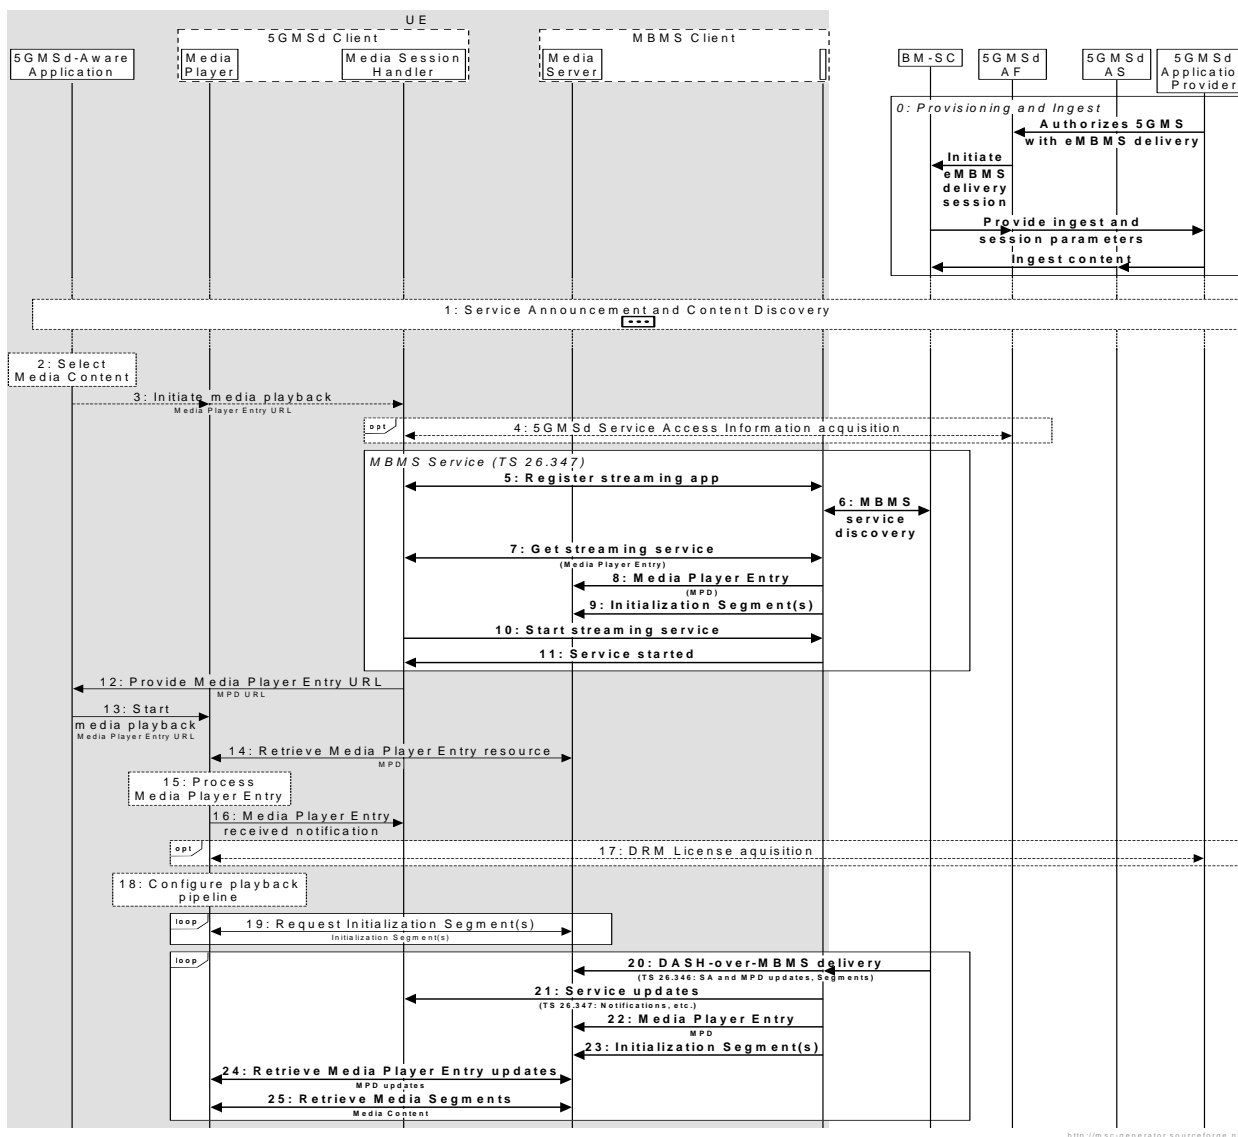 UE
5GMSd Client
MBMS Client
5GMSd-Aware
Application
Media
Player
Media Session
Handler
Media
Server
BM-SC
5GMSd
AF
5GMSd
AS
5GMSd
Applicatio
Provider
0: Provisioning and Ingest
Authorizes 5GMS
with eMBMS delivery
Initiate
eMBMS
delivery
session
Provide ingest and
session parameters
Ingest content
1: Service Announcement and Content Discovery
2: Select
Media Content
3: Initiate media playback
Media Player Entry URL
opt
4: 5GMSd Service Access Information acquisition
MBMS Service (TS 26.347)
5: Register streaming app
6: MBMS
service
discovery
7: Get streaming service
(Media Player Entry)
8: Media Player Entry
(MPD)
9: Initialization Segment(s)
10: Start streaming service
11: Service started
12: Provide Media Player Entry URL
MPD URL
13: Start
media playback
Media Player Entry URL
14: Retrieve Media Player Entry resource
MPD
15: Process
Media Player Entry
16: Media Player Entry
received notification
opt
17: DRM License aquisition
18: Configure playback
pipeline
loop
19: Request Initialization Segment(s)
Initialization Segment(s)
loop
20: DASH-over-MBMS delivery
(TS 26.346: SA and MPD updates, Segments)
21: Service updates
(TS 26.347: Notifications, etc.)
22: Media Player Entry
MPD
23: Initialization Segment(s)
24: Retrieve Media Player Entry updates
MPD updates
25: Retrieve Media Segments
Media Content
http://msc-generator.sourceforge.n